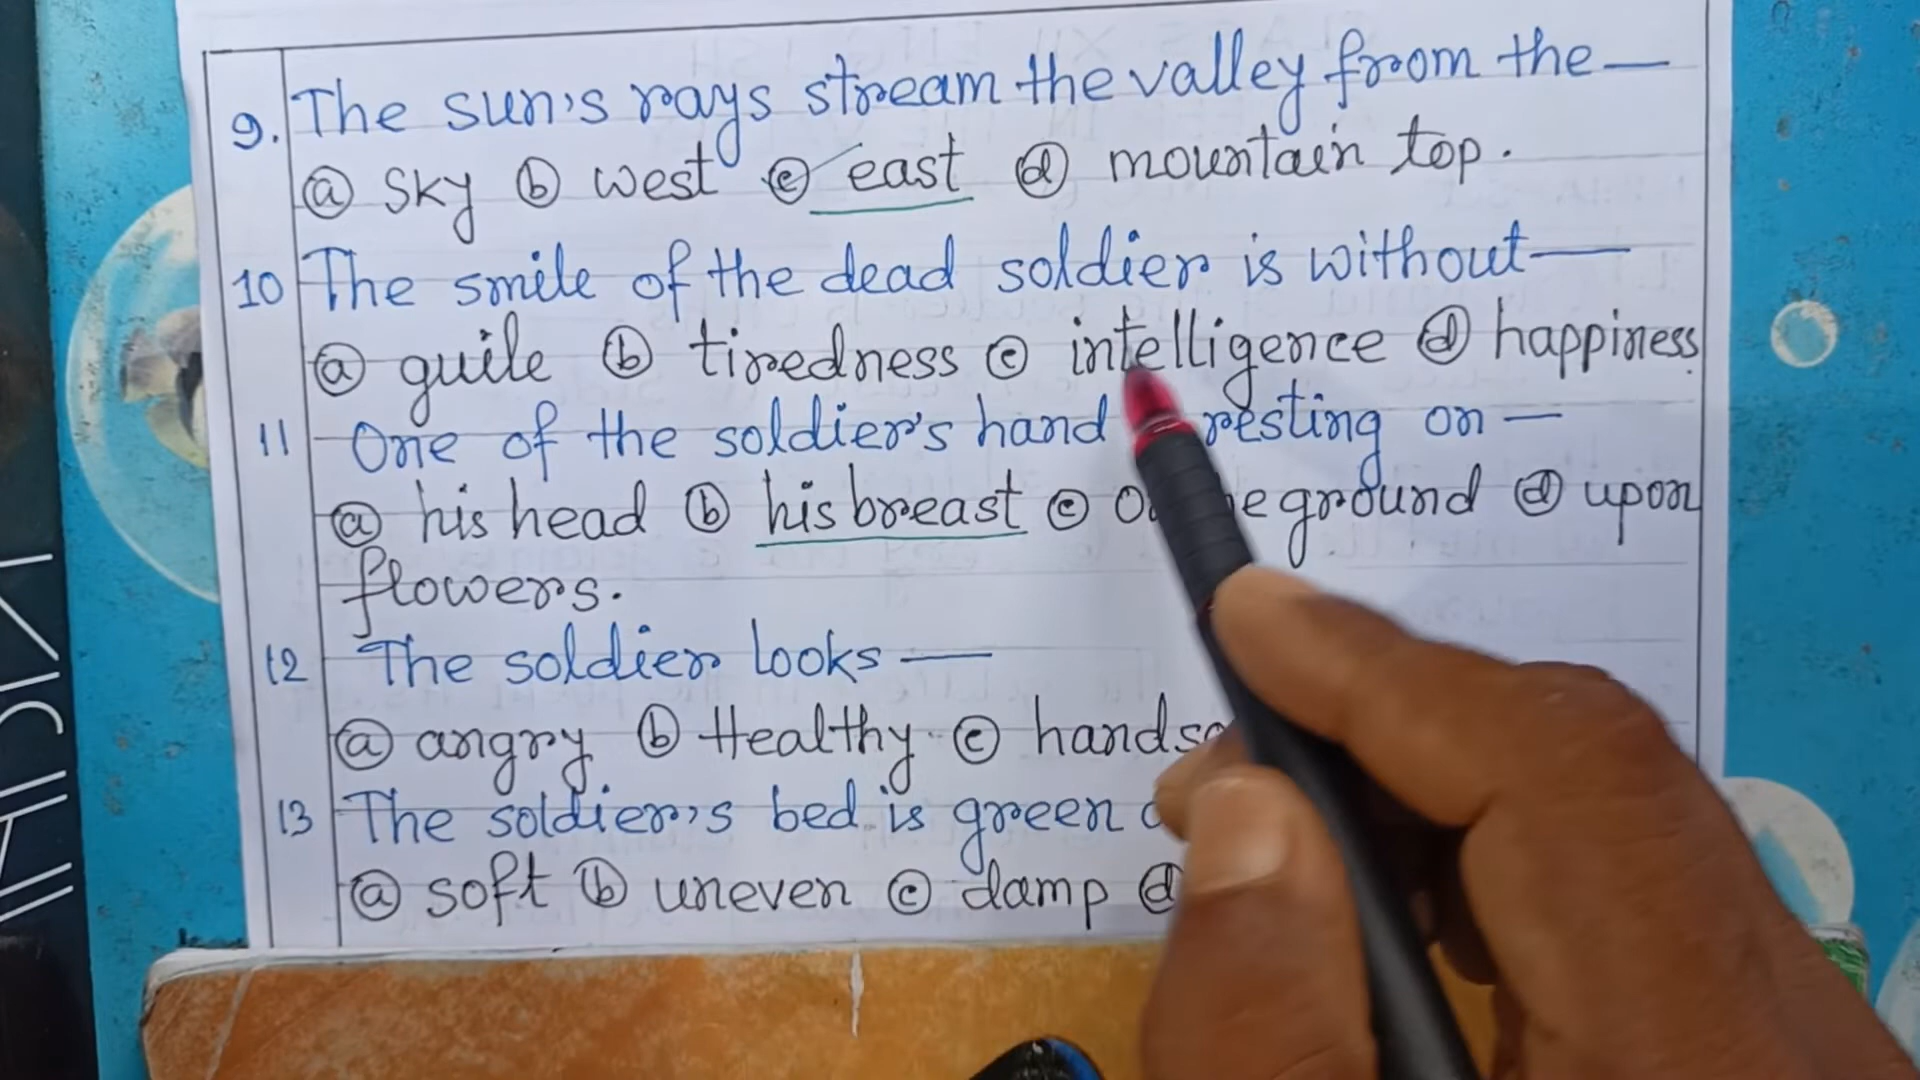 9. The sun's rays stream the valley from the —
ⓐ sky ⓑ west ⓒ east ⓓ mountain top.
10 The smile of the dead soldier is without —
ⓐ guile ⓑ tiredness ⓒ intelligence ⓓ happiness
11 One of the soldier's hand resting on —
ⓐ his head ⓑ his breast ⓒ ground ⓓ upon
flowers.
12 The soldier looks —
ⓐ angry ⓑ Healthy ⓒ
13 The soldier's bed is green
ⓐ soft ⓑ uneven ⓒ damp ⓓ